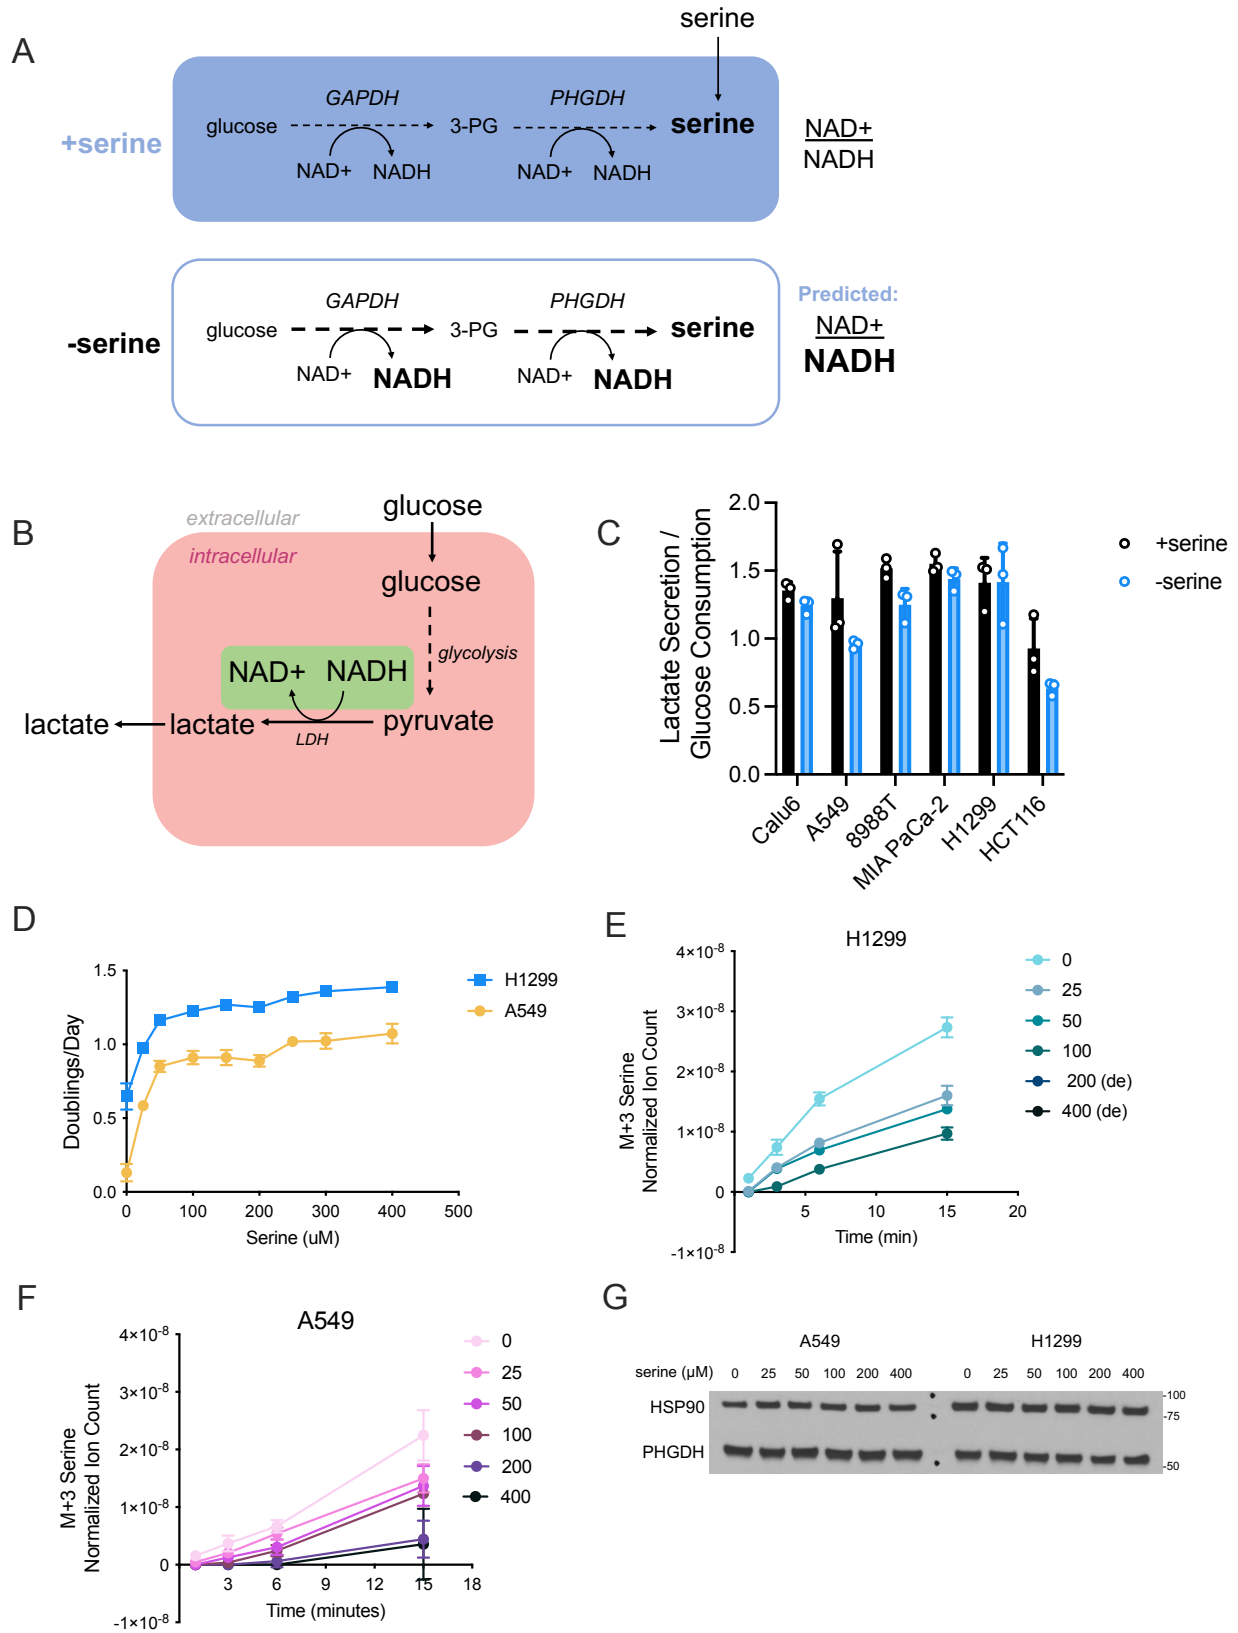 A
serine
+serine
GAPDH
PHGDH
glucose
3-PG
serine
NAD+ NADH
NAD+ NADH
NAD+
NADH
-serine
GAPDH
PHGDH
glucose
3-PG
serine
NAD+ NADH
NAD+ NADH
Predicted:
NAD+
NADH
B
extracellular
intracellular
glucose
glucose
glycolysis
NAD+ NADH
lactate
lactate
LDH
pyruvate
C
Lactate Secretion /
Glucose Consumption
2.0
1.5
1.0
0.5
0.0
Calu6
A549
8988T
MIA PaCa-2
H1299
HCT116
+serine
-serine
D
Doublings/Day
1.5
1.0
0.5
0.0
0 100 200 300 400 500
Serine (uM)
H1299
A549
E
H1299
M+3 Serine
Normalized Ion Count
4×10⁻⁸
3×10⁻⁸
2×10⁻⁸
1×10⁻⁸
0
-1×10⁻⁸
5 10 15 20
Time (min)
0
25
50
100
200 (de)
400 (de)
F
A549
M+3 Serine
Normalized Ion Count
4×10⁻⁸
3×10⁻⁸
2×10⁻⁸
1×10⁻⁸
0
-1×10⁻⁸
3 6 9 12 15 18
Time (minutes)
0
25
50
100
200
400
G
A549 H1299
serine (µM) 0 25 50 100 200 400 0 25 50 100 200 400
HSP90
PHGDH
-100
-75
-50